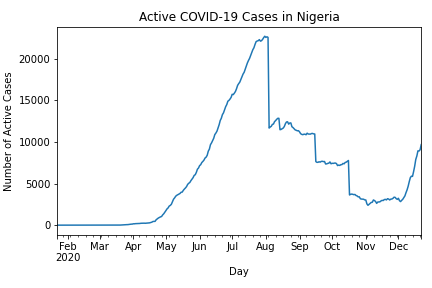 Active COVID-19 Cases in Nigeria
Number of Active Cases
20000
15000
10000
5000
0
Feb Mar Apr May Jun Jul Aug Sep Oct Nov Dec
2020
Day